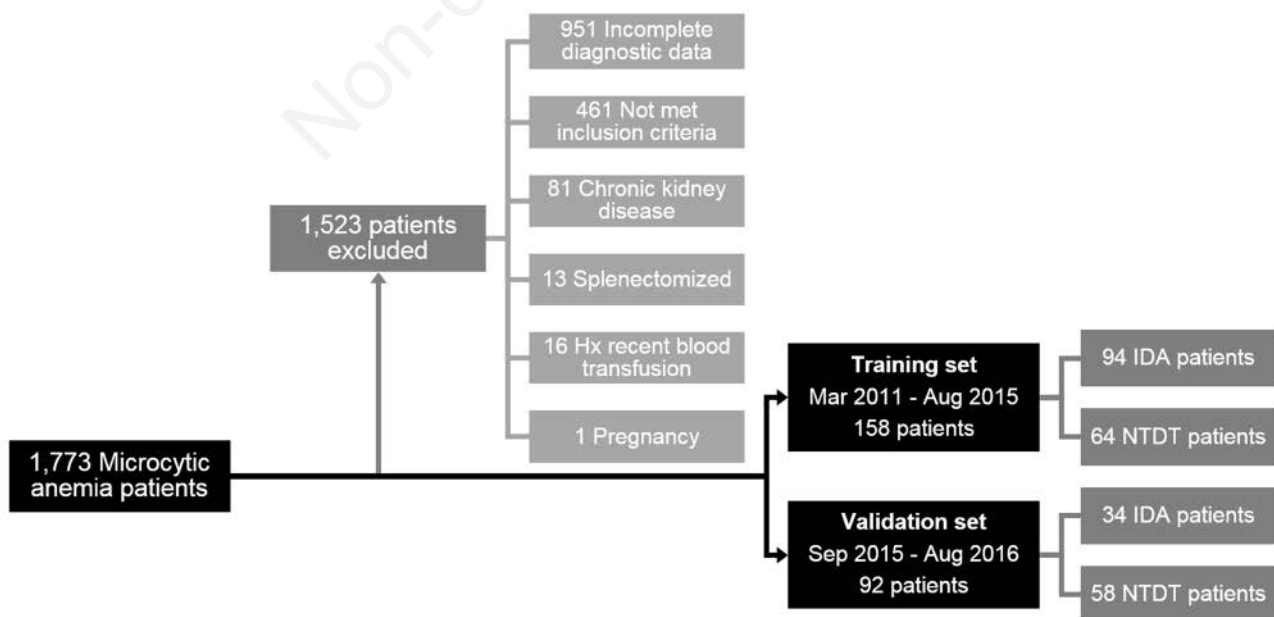 951 Incomplete
diagnostic data
461 Not met
inclusion criteria
81 Chronic kidney
disease
1,523 patients
excluded
13 Splenectomized
16 Hx recent blood
transfusion
1 Pregnancy
1,773 Microcytic
anemia patients
Training set
Mar 2011 - Aug 2015
158 patients
94 IDA patients
64 NTDT patients
Validation set
Sep 2015 - Aug 2016
92 patients
34 IDA patients
58 NTDT patients